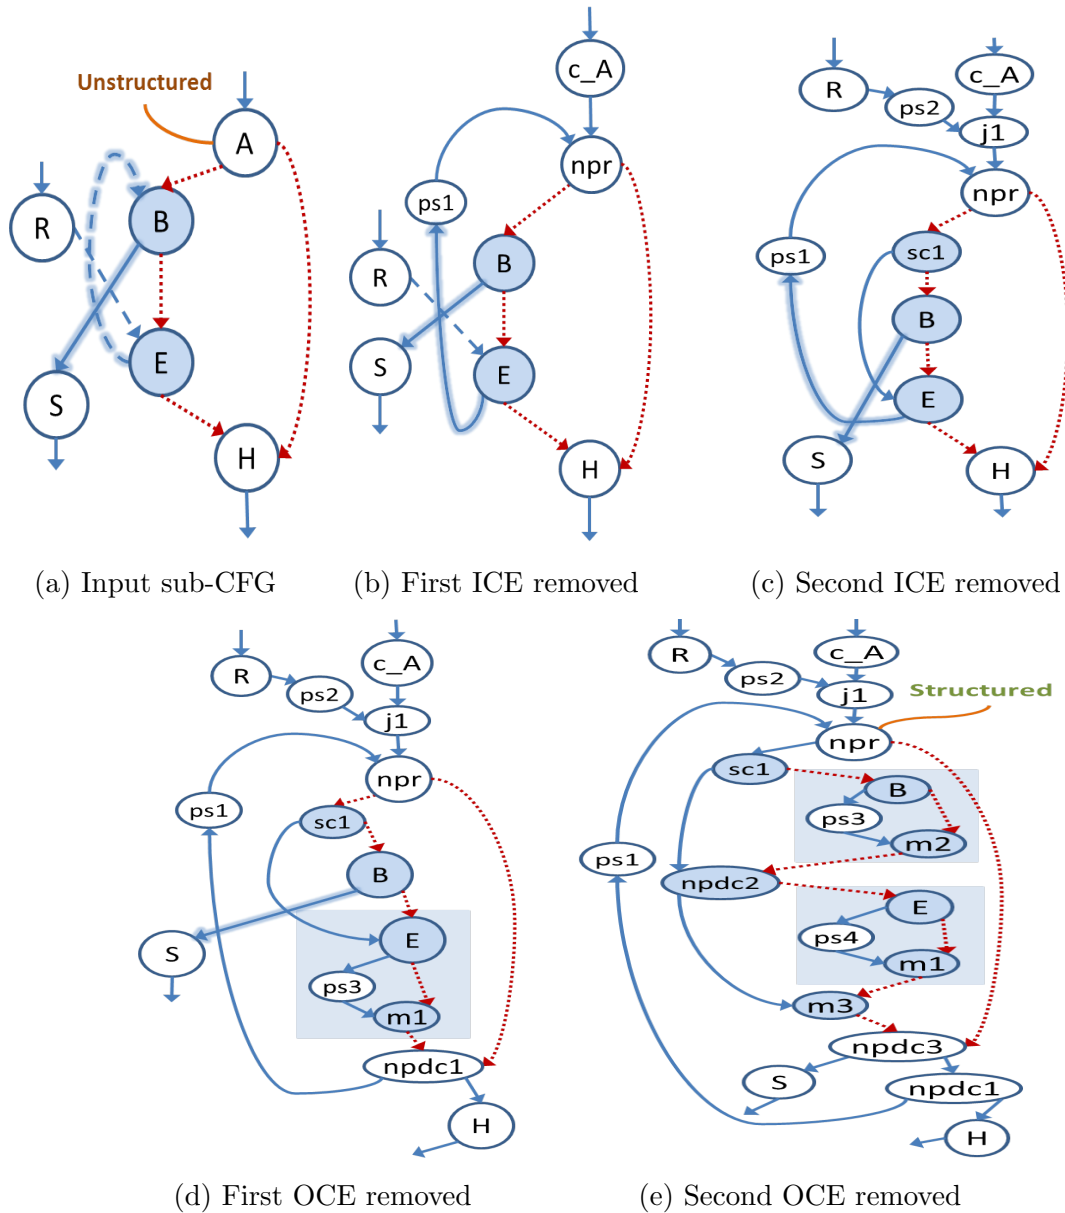 Unstructured
A
B
R
E
S
H
(a) Input sub-CFG
c_A
npr
ps1
B
R
S
E
H
(b) First ICE removed
R
c_A
ps2
j1
npr
ps1
sc1
B
E
S
H
(c) Second ICE removed
R
c_A
ps2
j1
npr
ps1
sc1
B
E
S
ps3
m1
npdc1
H
(d) First OCE removed
R
c_A
ps2
j1
Structured
npr
sc1
B
ps3
m2
ps1
npdc2
E
ps4
m1
m3
npdc3
S
npdc1
H
(e) Second OCE removed